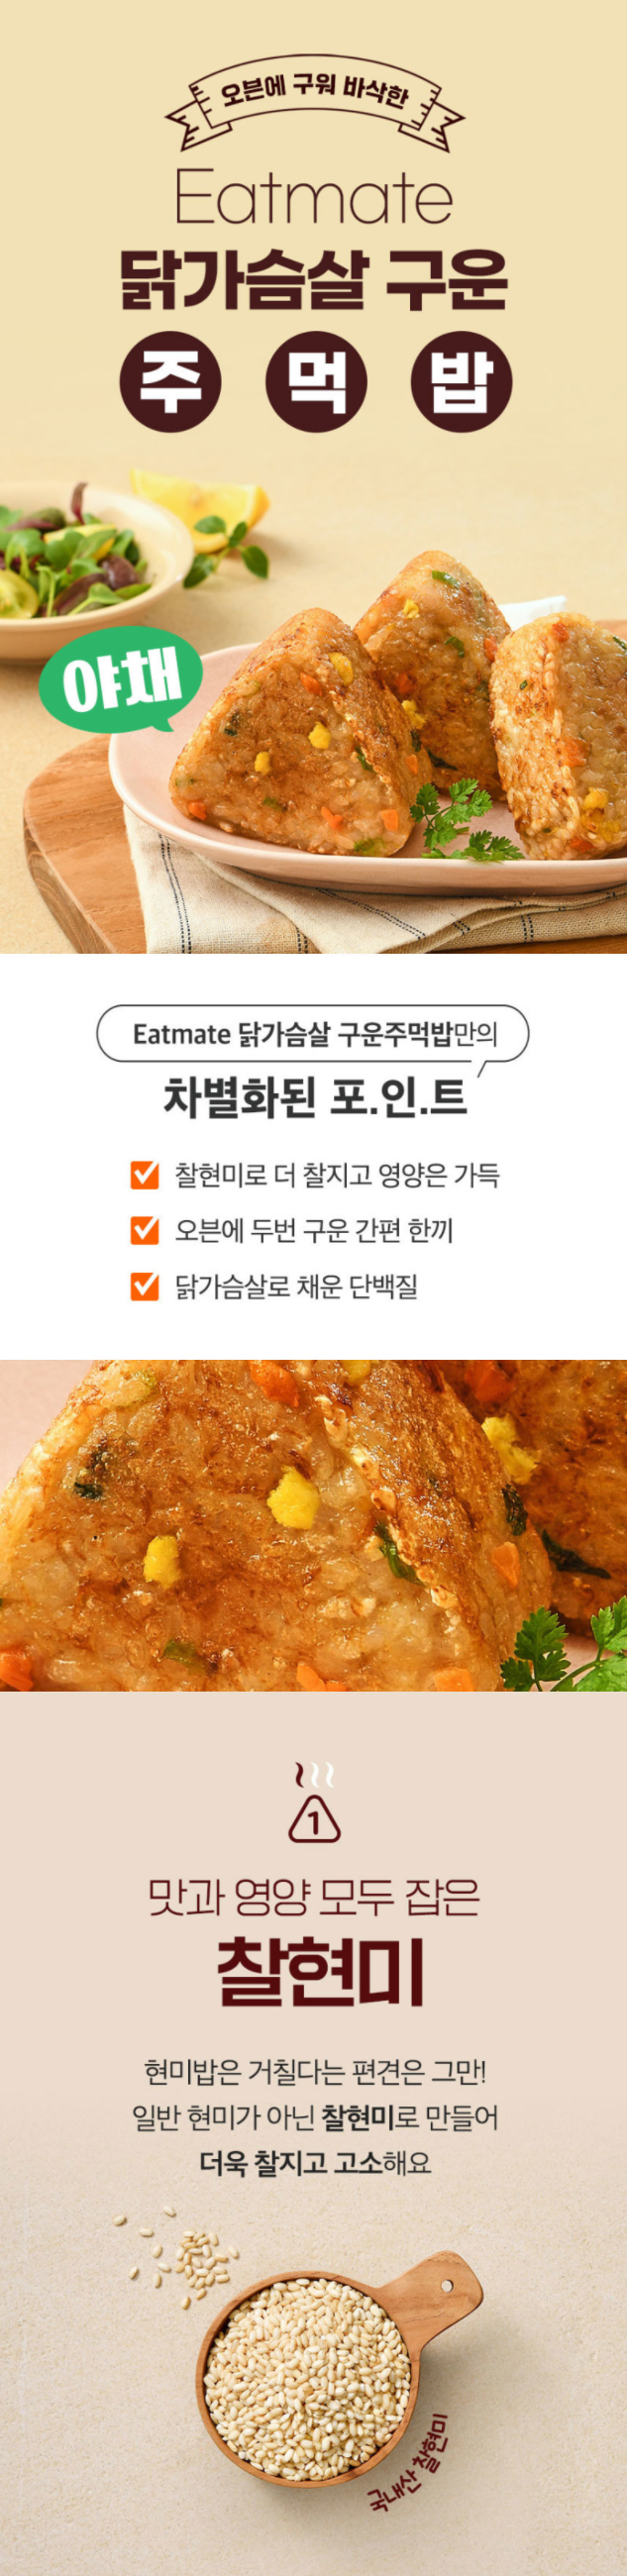 오븐에 구워 바삭한
Eatmate
닭가슴살 구운
주 먹 밥
야채
Eatmate 닭가슴살 구운주먹밥만의
차별화된 포.인.트
찰현미로 더 찰지고 영양은 가득
오븐에 두번 구운 간편 한끼
닭가슴살로 채운 단백질
1
맛과 영양 모두 잡은
찰현미
현미밥은 거칠다는 편견은 그만!
일반 현미가 아닌 찰현미로 만들어
더욱 찰지고 고소해요
국내산 찰현미